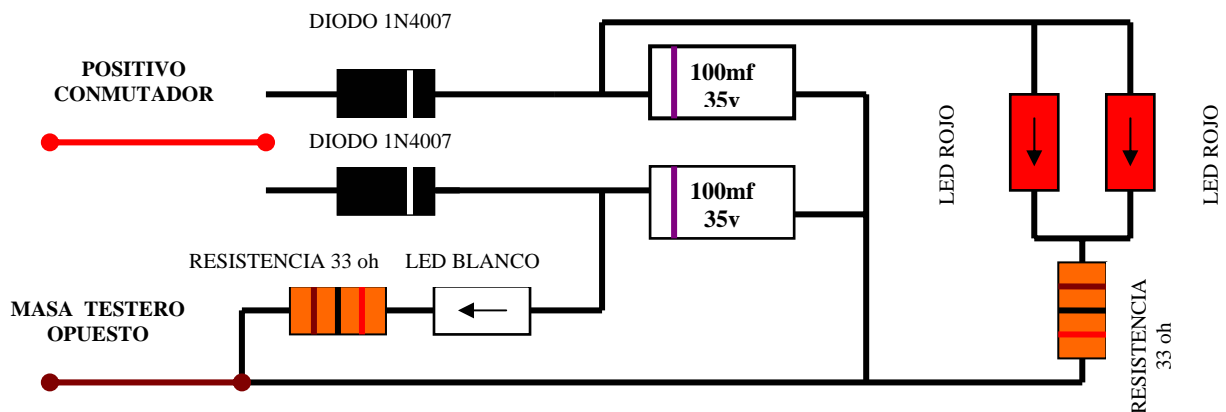 DIODO 1N4007
POSITIVO
CONMUTADOR
100mf
35v
LED ROJO
LED ROJO
DIODO 1N4007
100mf
35v
RESISTENCIA 33 oh
LED BLANCO
MASA TESTERO
OPUESTO
RESISTENCIA
33 oh